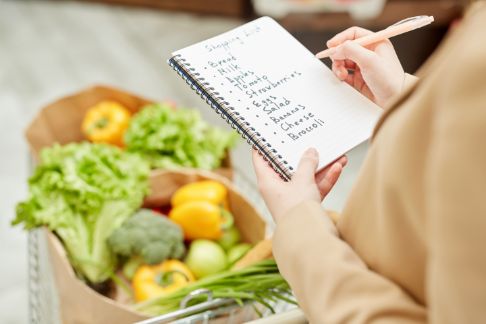 Shopping List
• Bread
• Milk
• Apples
• Tomato
• Strawberries
• Eggs
• Salad
• Bananas
• Cheese
• Broccoli